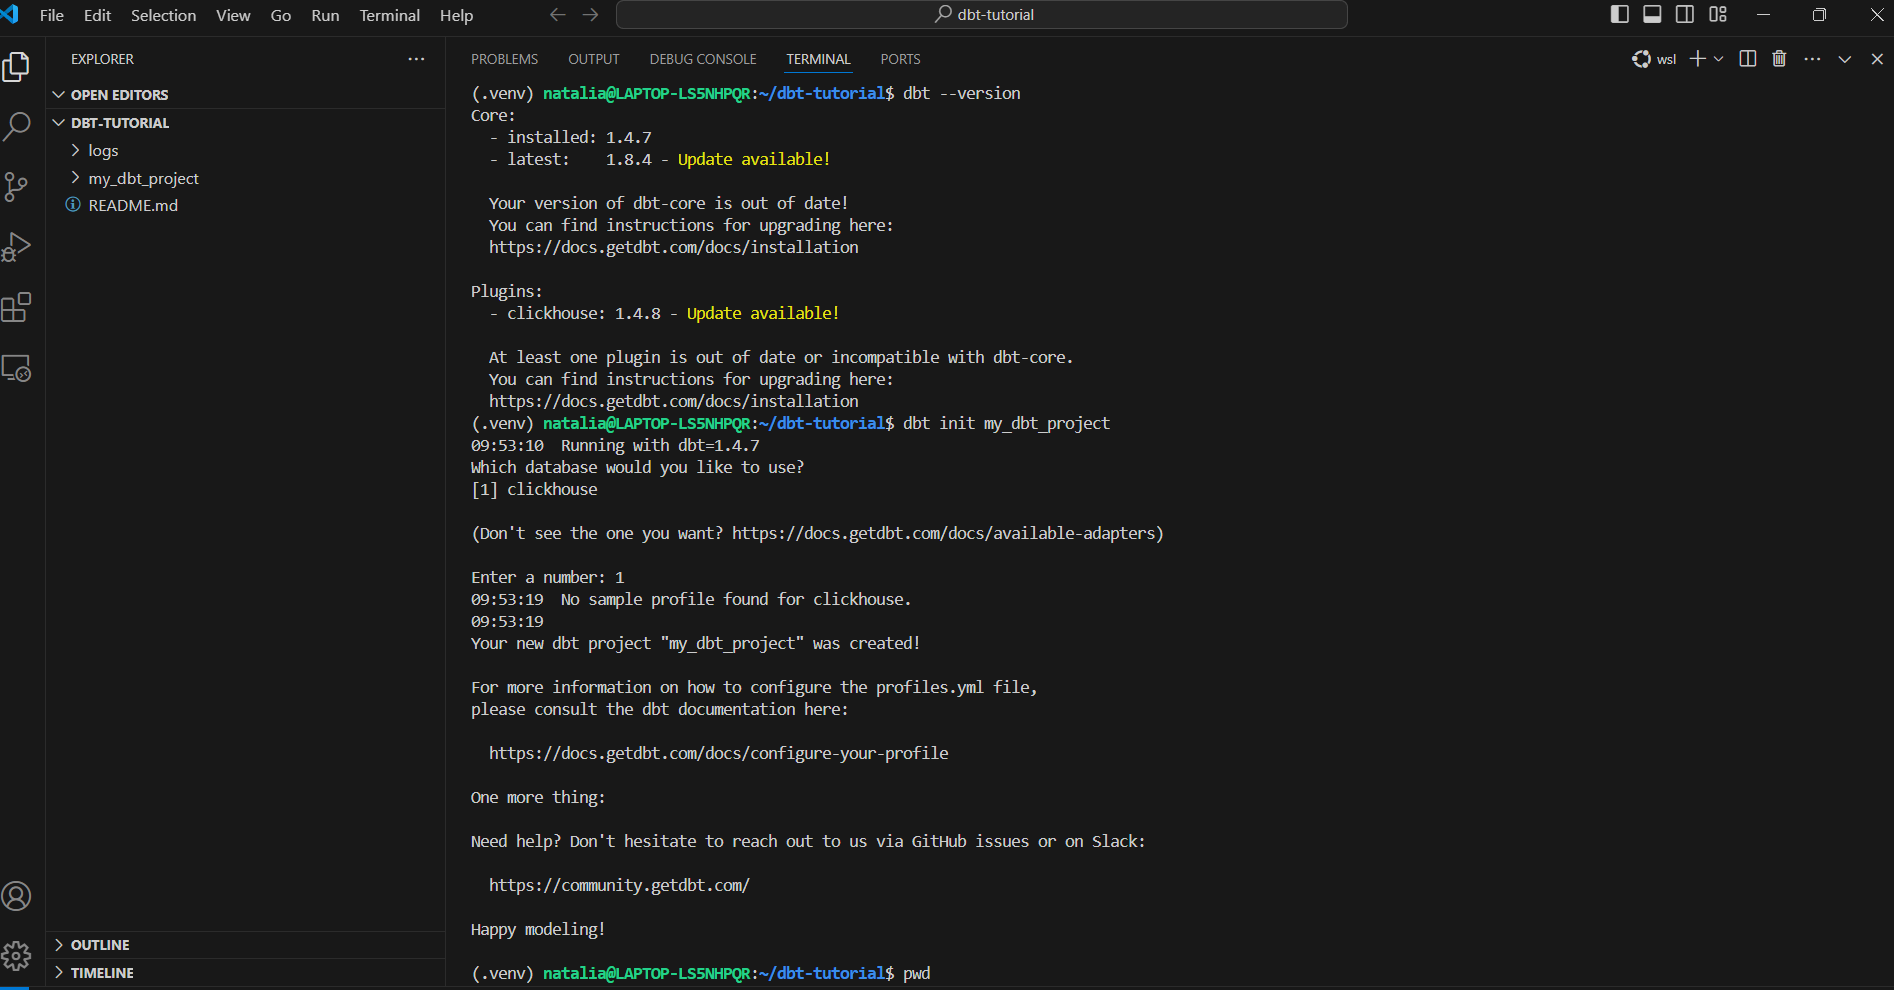 File Edit Selection View Go Run Terminal Help
dbt-tutorial
EXPLORER
OPEN EDITORS
DBT-TUTORIAL
logs
my_dbt_project
README.md
OUTLINE
TIMELINE
PROBLEMS OUTPUT DEBUG CONSOLE TERMINAL PORTS
wsl
(.venv) natalia@LAPTOP-LS5NHPQR:~/dbt-tutorial$ dbt --version
Core:
  - installed: 1.4.7
  - latest:    1.8.4 - Update available!

  Your version of dbt-core is out of date!
  You can find instructions for upgrading here:
  https://docs.getdbt.com/docs/installation

Plugins:
  - clickhouse: 1.4.8 - Update available!

  At least one plugin is out of date or incompatible with dbt-core.
  You can find instructions for upgrading here:
  https://docs.getdbt.com/docs/installation
(.venv) natalia@LAPTOP-LS5NHPQR:~/dbt-tutorial$ dbt init my_dbt_project
09:53:10  Running with dbt=1.4.7
Which database would you like to use?
[1] clickhouse

(Don't see the one you want? https://docs.getdbt.com/docs/available-adapters)

Enter a number: 1
09:53:19  No sample profile found for clickhouse.
09:53:19
Your new dbt project "my_dbt_project" was created!

For more information on how to configure the profiles.yml file,
please consult the dbt documentation here:

  https://docs.getdbt.com/docs/configure-your-profile

One more thing:

Need help? Don't hesitate to reach out to us via GitHub issues or on Slack:

  https://community.getdbt.com/

Happy modeling!

(.venv) natalia@LAPTOP-LS5NHPQR:~/dbt-tutorial$ pwd